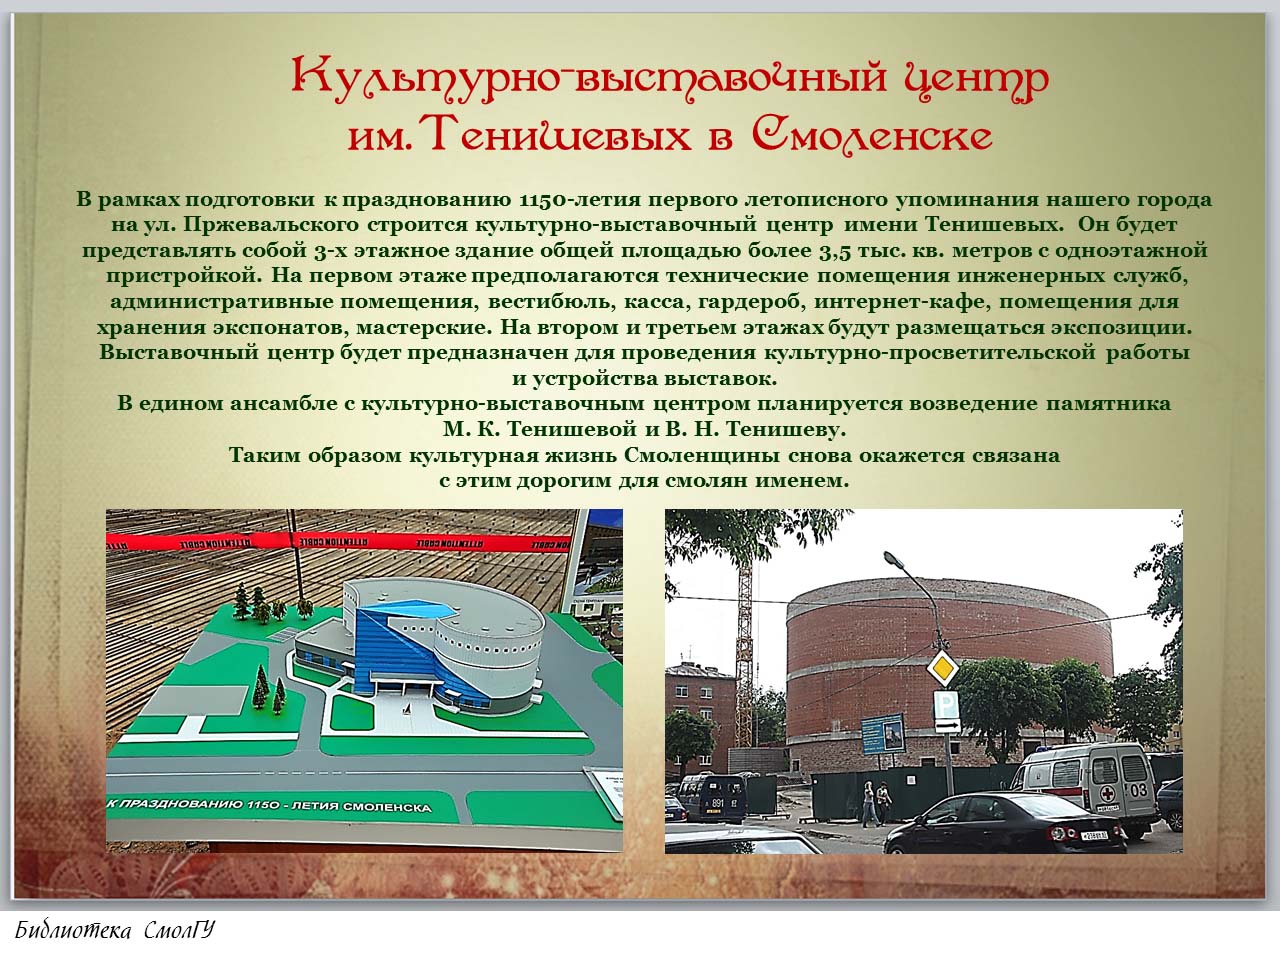 Культурно-выставочный центр
им. Тенишевых в Смоленске
В рамках подготовки к празднованию 1150-летия первого летописного упоминания нашего города
на ул. Пржевальского строится культурно-выставочный центр имени Тенишевых. Он будет
представлять собой 3-х этажное здание общей площадью более 3,5 тыс. кв. метров с одноэтажной
пристройкой. На первом этаже предполагаются технические помещения инженерных служб,
административные помещения, вестибюль, касса, гардероб, интернет-кафе, помещения для
хранения экспонатов, мастерские. На втором и третьем этажах будут размещаться экспозиции.
Выставочный центр будет предназначен для проведения культурно-просветительской работы
и устройства выставок.
В едином ансамбле с культурно-выставочным центром планируется возведение памятника
М. К. Тенишевой и В. Н. Тенишеву.
Таким образом культурная жизнь Смоленщины снова окажется связана
с этим дорогим для смолян именем.
ATTENTION CABLE ATTENTION CABLE ATTENTION CABLE
К ПРАЗДНОВАНИЮ 1150 - ЛЕТИЯ СМОЛЕНСКА
P
891
03
Библиотека СмолГУ